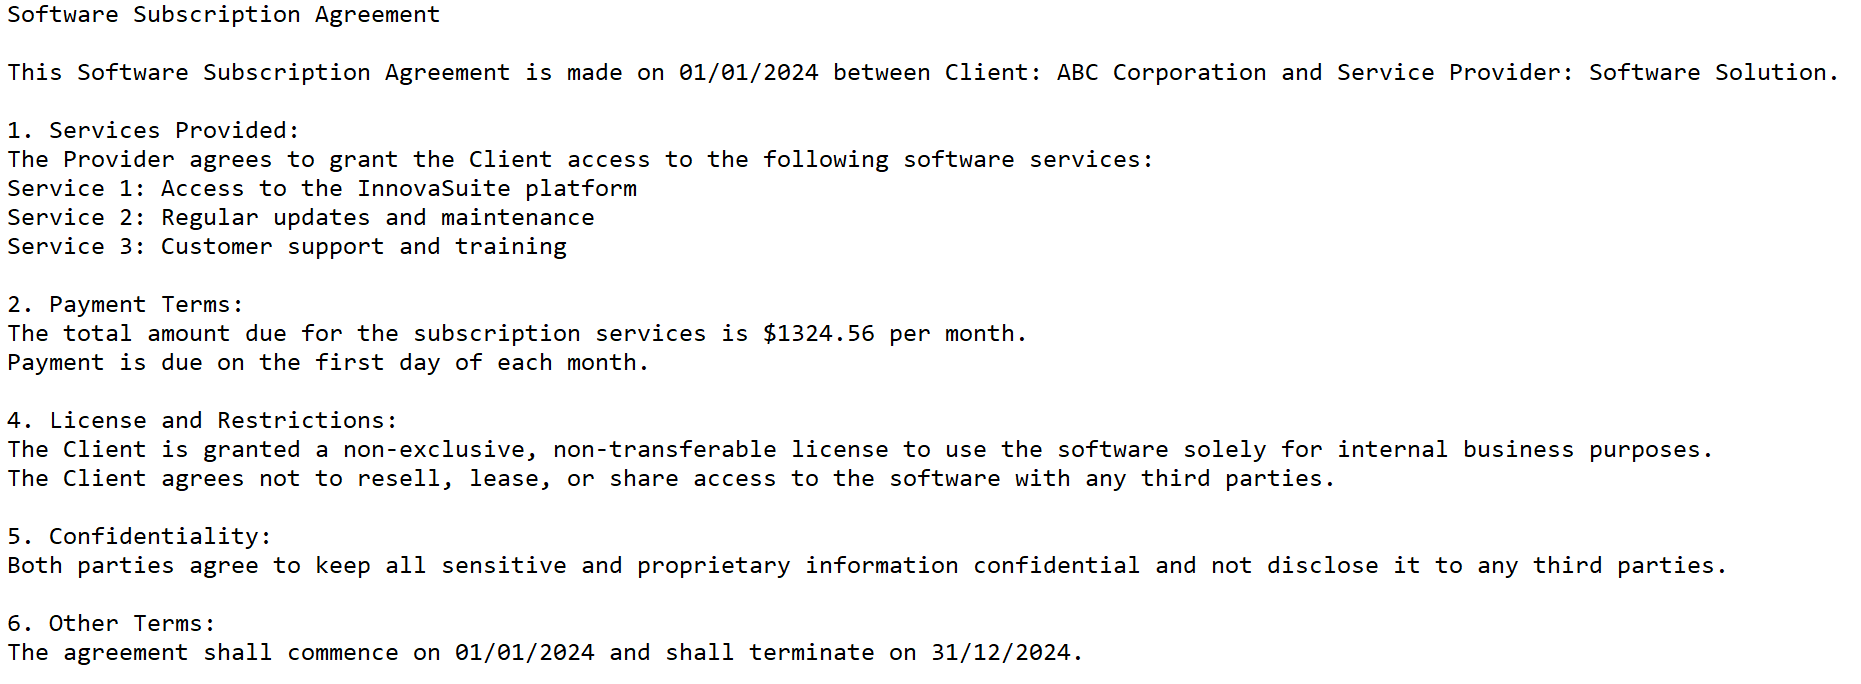 Software Subscription Agreement
This Software Subscription Agreement is made on 01/01/2024 between Client: ABC Corporation and Service Provider: Software Solution.
1. Services Provided:
The Provider agrees to grant the Client access to the following software services:
Service 1: Access to the InnovaSuite platform
Service 2: Regular updates and maintenance
Service 3: Customer support and training
2. Payment Terms:
The total amount due for the subscription services is $1324.56 per month.
Payment is due on the first day of each month.
4. License and Restrictions:
The Client is granted a non-exclusive, non-transferable license to use the software solely for internal business purposes.
The Client agrees not to resell, lease, or share access to the software with any third parties.
5. Confidentiality:
Both parties agree to keep all sensitive and proprietary information confidential and not disclose it to any third parties.
6. Other Terms:
The agreement shall commence on 01/01/2024 and shall terminate on 31/12/2024.